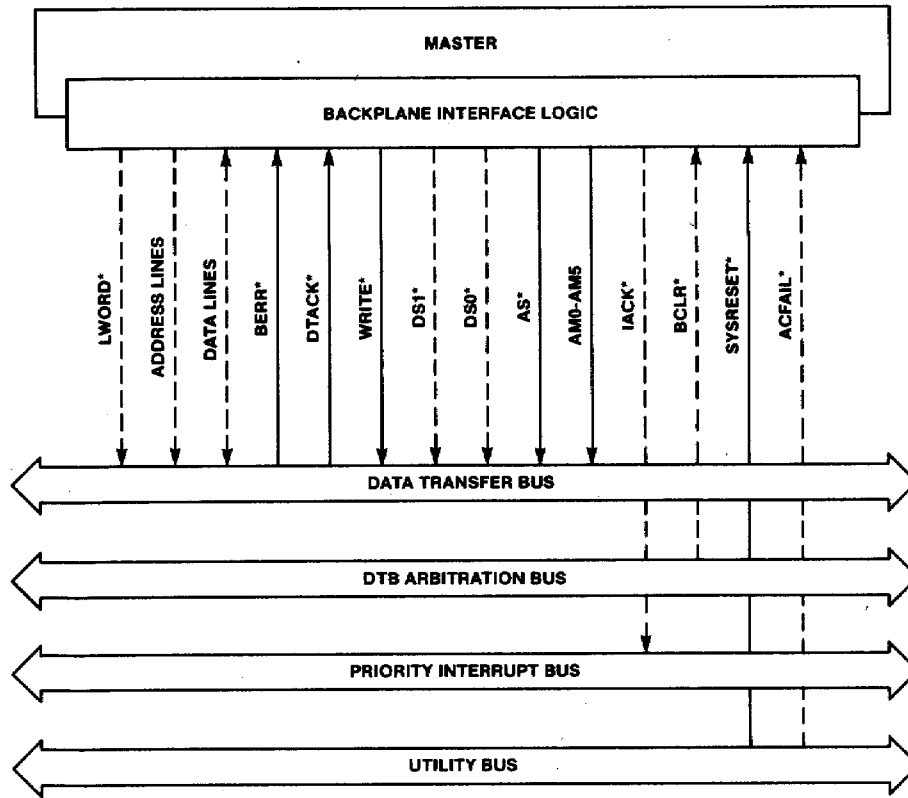 MASTER
BACKPLANE INTERFACE LOGIC
LWORD*
ADDRESS LINES
DATA LINES
BERR*
DTACK*
WRITE*
DS1*
DS0*
AS*
AM0-AM5
IACK*
BCLR*
SYSRESET*
ACFAIL*
DATA TRANSFER BUS
DTB ARBITRATION BUS
PRIORITY INTERRUPT BUS
UTILITY BUS